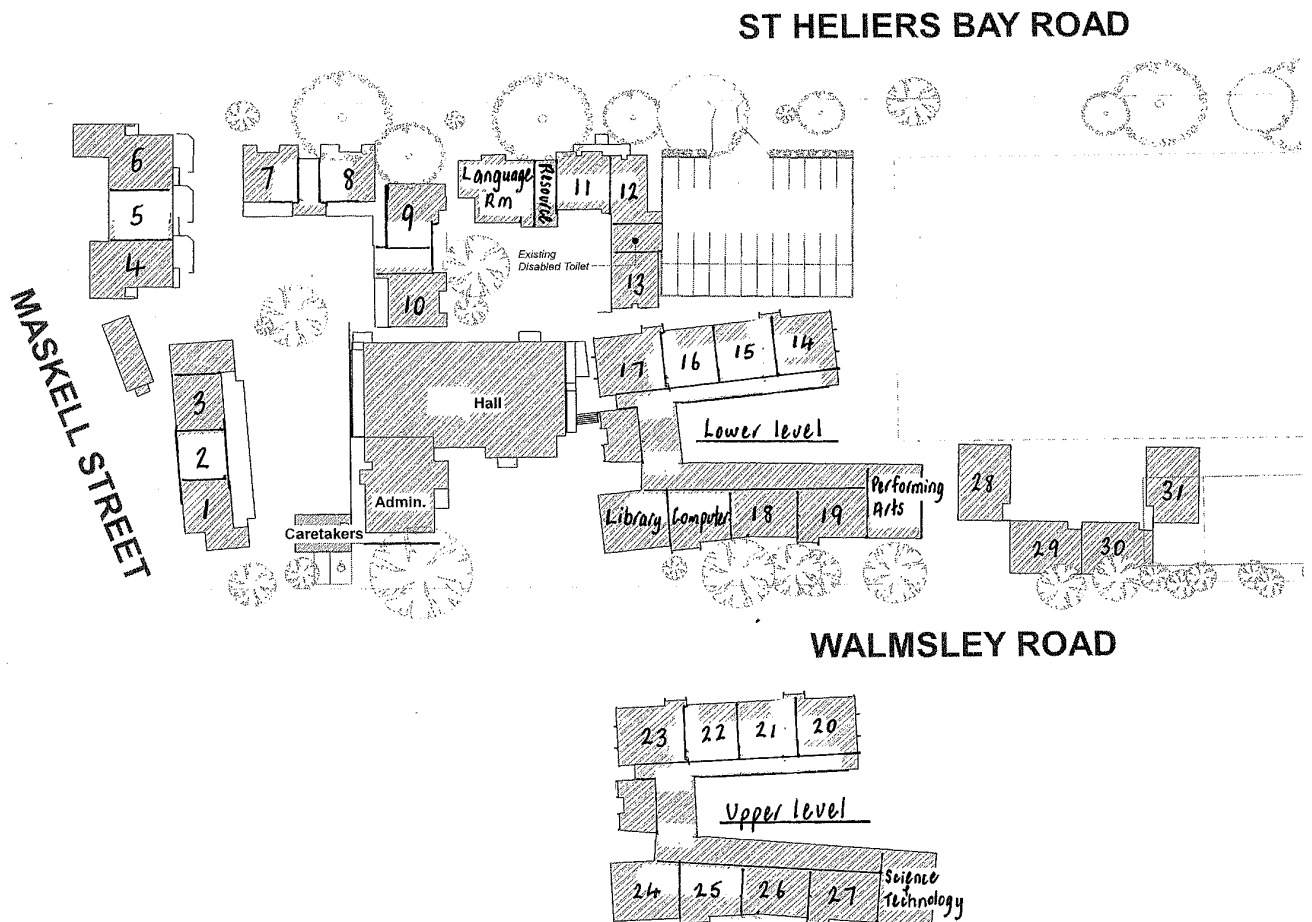 ST HELIERS BAY ROAD
6
5
4
7
8
9
10
Language
Rm
Resource
11
12
Existing
Disabled Toilet
13
MASKELL STREET
3
2
1
Hall
Admin.
Caretakers
17
16
15
14
Lower level
Library
Computer
18
19
Performing
Arts
28
29
30
31
WALMSLEY ROAD
23
22
21
20
Upper level
24
25
26
27
Science
+
Technology